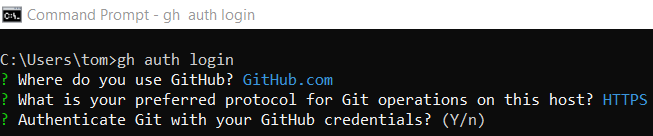 Command Prompt - gh auth login
C:\Users\tom>gh auth login
? Where do you use GitHub? GitHub.com
? What is your preferred protocol for Git operations on this host? HTTPS
? Authenticate Git with your GitHub credentials? (Y/n)